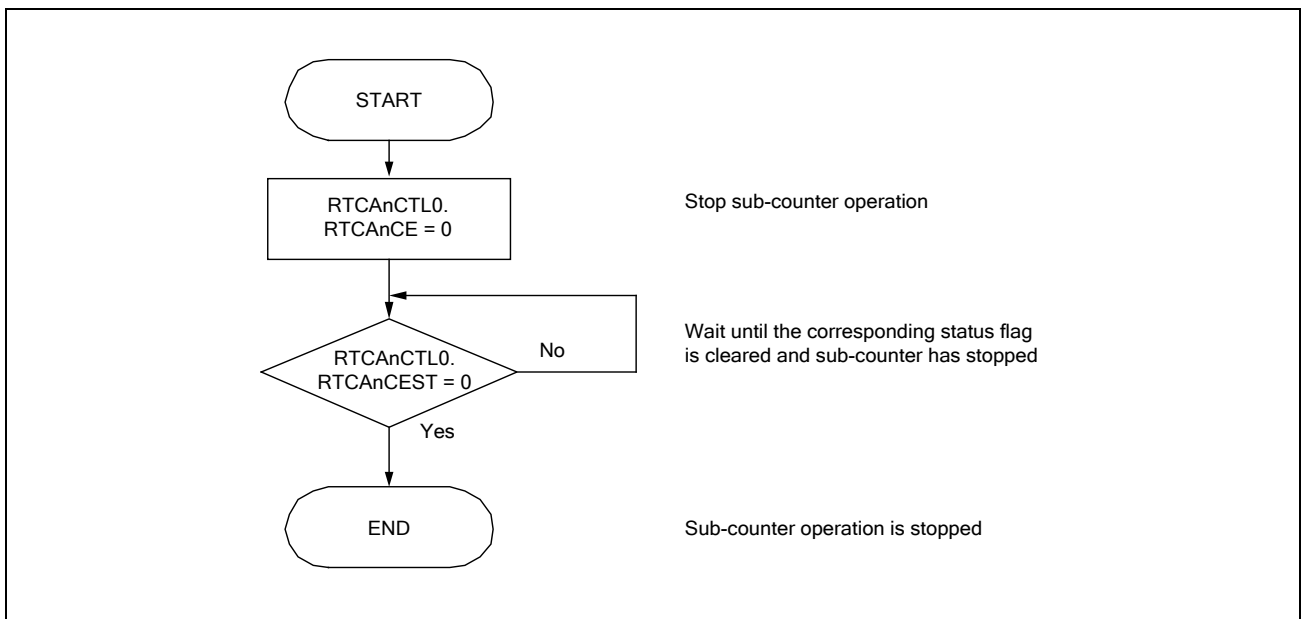 START
RTCAnCTL0.
RTCAnCE = 0
Stop sub-counter operation
RTCAnCTL0.
RTCAnCEST = 0
No
Wait until the corresponding status flag
is cleared and sub-counter has stopped
Yes
END
Sub-counter operation is stopped